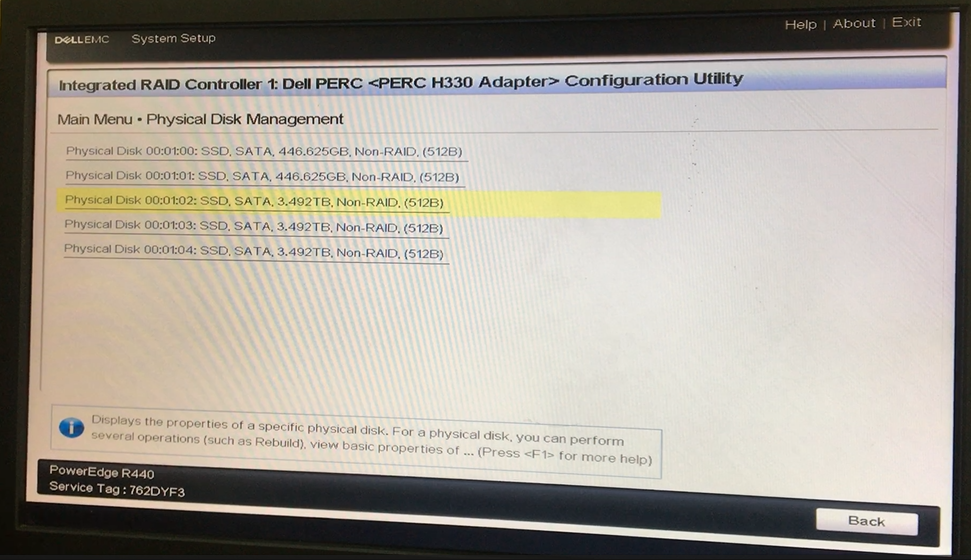 Help | About | Exit
DELLEMC System Setup
Integrated RAID Controller 1: Dell PERC <PERC H330 Adapter> Configuration Utility
Main Menu • Physical Disk Management
Physical Disk 00:01:00: SSD, SATA, 446.625GB, Non-RAID, (512B)
Physical Disk 00:01:01: SSD, SATA, 446.625GB, Non-RAID, (512B)
Physical Disk 00:01:02: SSD, SATA, 3.492TB, Non-RAID, (512B)
Physical Disk 00:01:03: SSD, SATA, 3.492TB, Non-RAID, (512B)
Physical Disk 00:01:04: SSD, SATA, 3.492TB, Non-RAID, (512B)
Displays the properties of a specific physical disk. For a physical disk, you can perform
several operations (such as Rebuild), view basic properties of ... (Press <F1> for more help)
PowerEdge R440
Service Tag : 762DYF3
Back